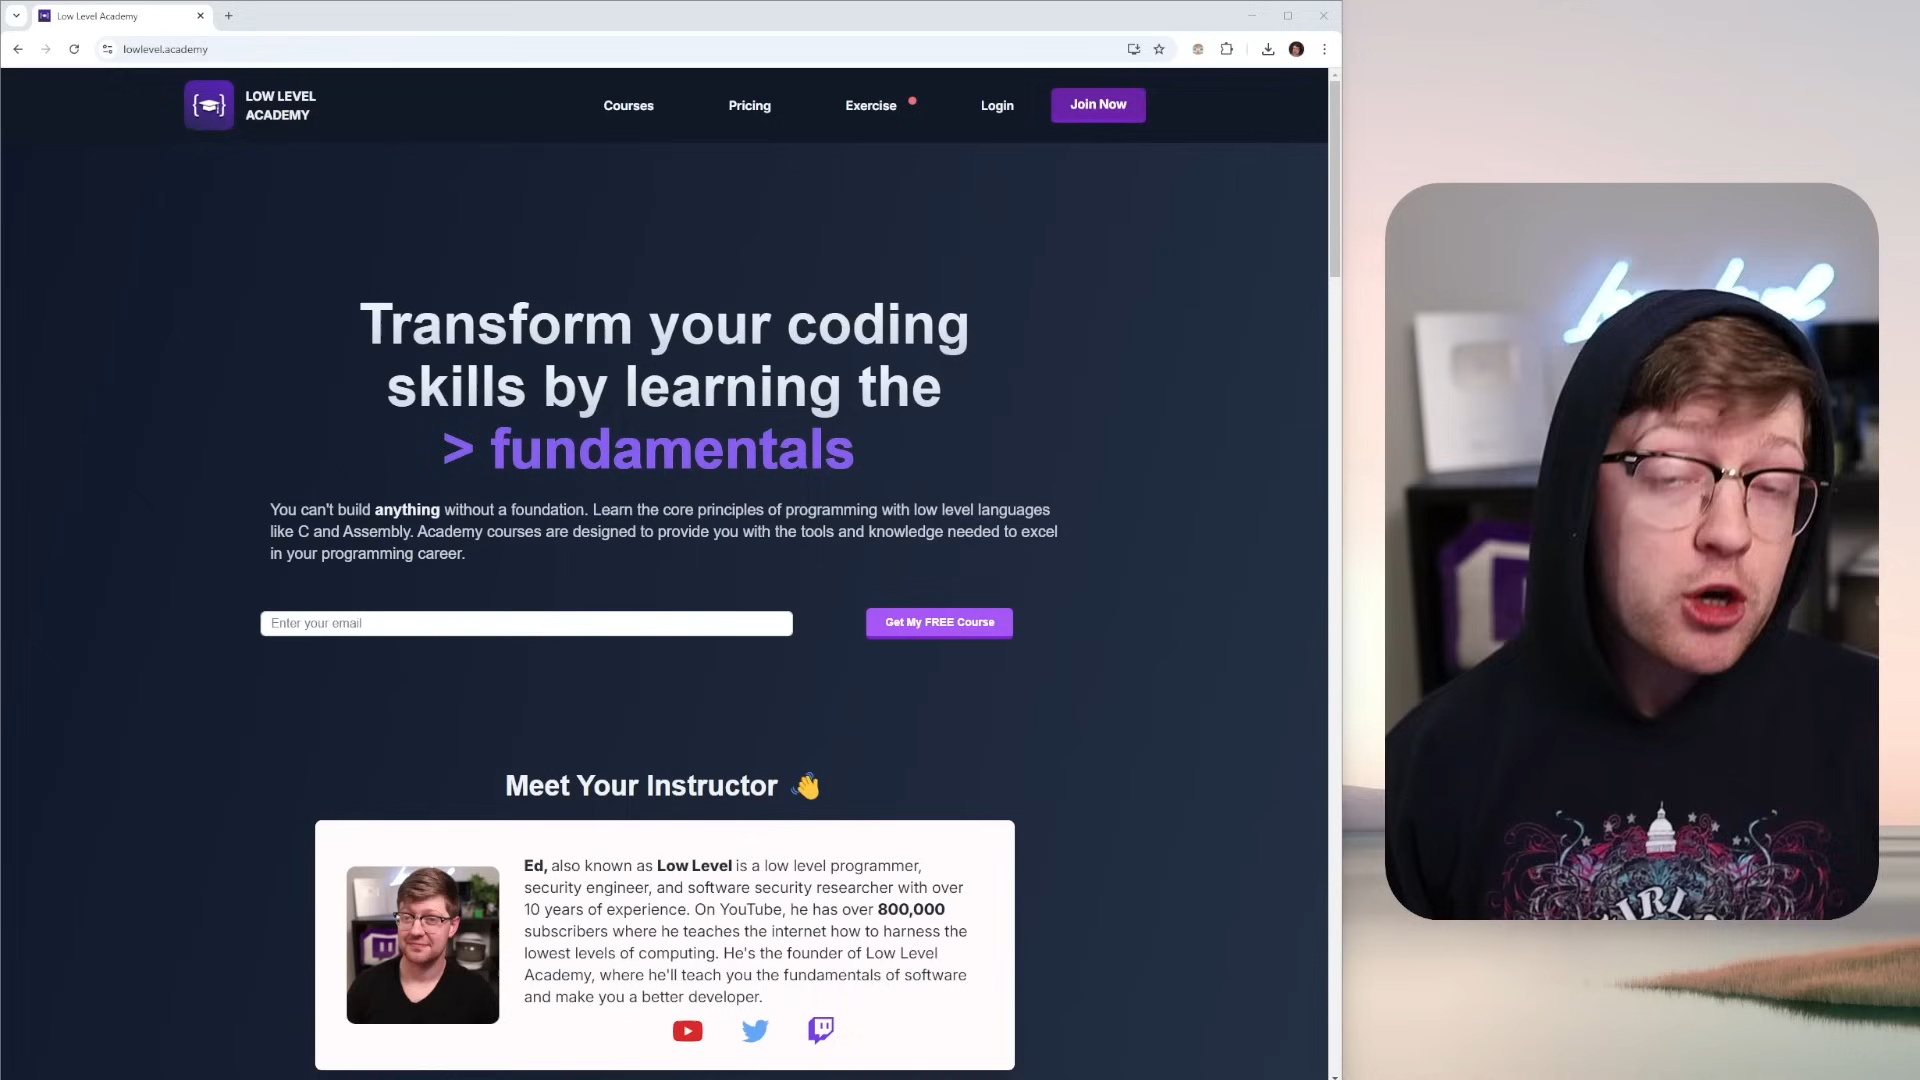 Low Level Academy
lowlevel.academy
LOW LEVEL
ACADEMY
Courses
Pricing
Exercise
Login
Join Now
Transform your coding
skills by learning the
> fundamentals
You can't build anything without a foundation. Learn the core principles of programming with low level languages
like C and Assembly. Academy courses are designed to provide you with the tools and knowledge needed to excel
in your programming career.
Enter your email
Get My FREE Course
Meet Your Instructor 👋
Ed, also known as Low Level is a low level programmer,
security engineer, and software security researcher with over
10 years of experience. On YouTube, he has over 800,000
subscribers where he teaches the internet how to harness the
lowest levels of computing. He's the founder of Low Level
Academy, where he'll teach you the fundamentals of software
and make you a better developer.